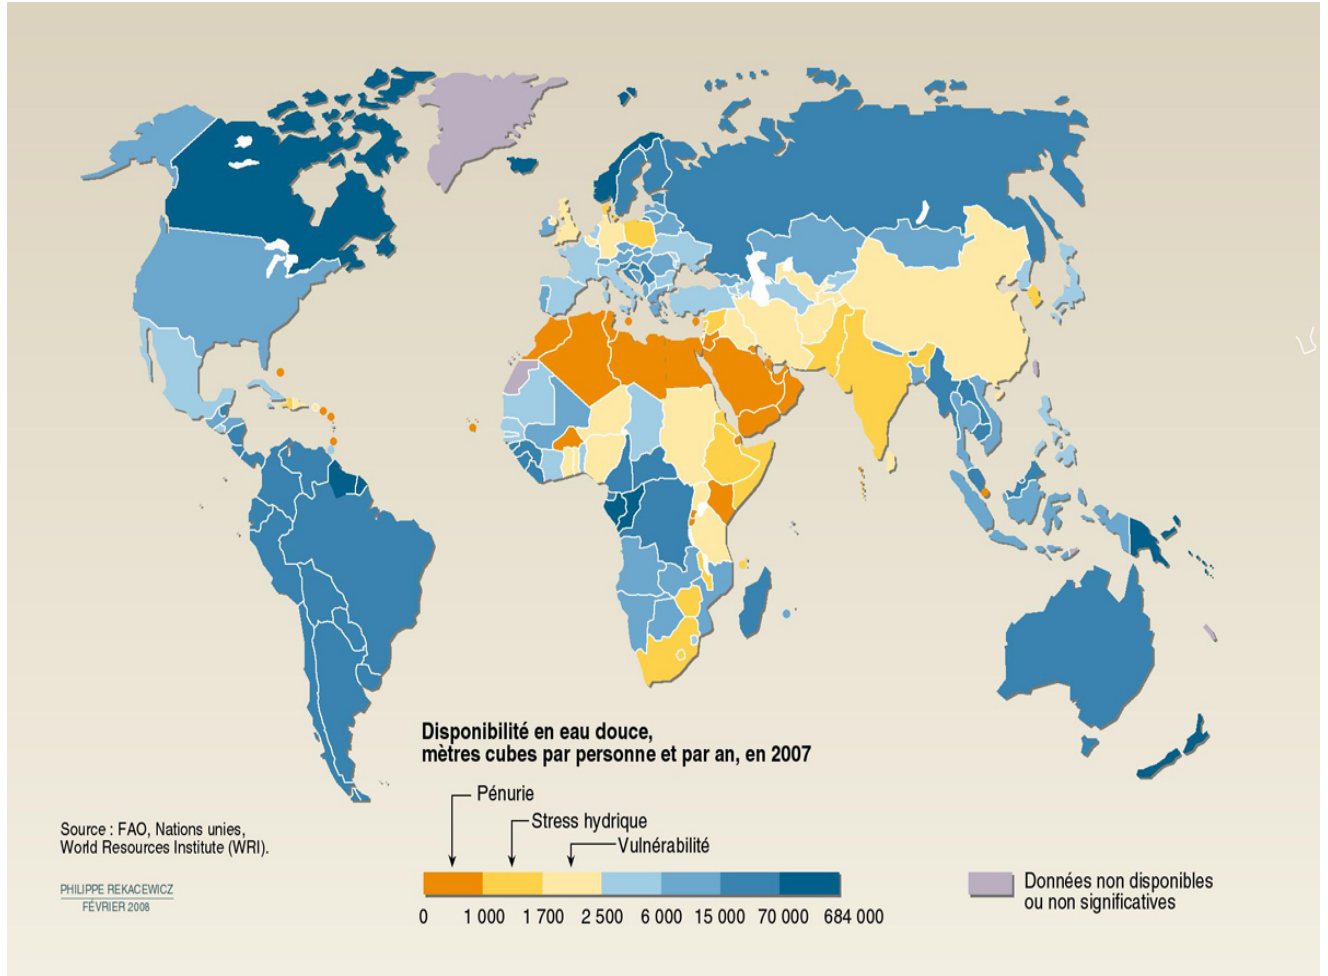 Disponibilité en eau douce,
mètres cubes par personne et par an, en 2007
Pénurie
Stress hydrique
Vulnérabilité
0 1 000 1 700 2 500 6 000 15 000 70 000 684 000
Données non disponibles
ou non significatives
Source : FAO, Nations unies,
World Resources Institute (WRI).
PHILIPPE REKACEWICZ
FÉVRIER 2008